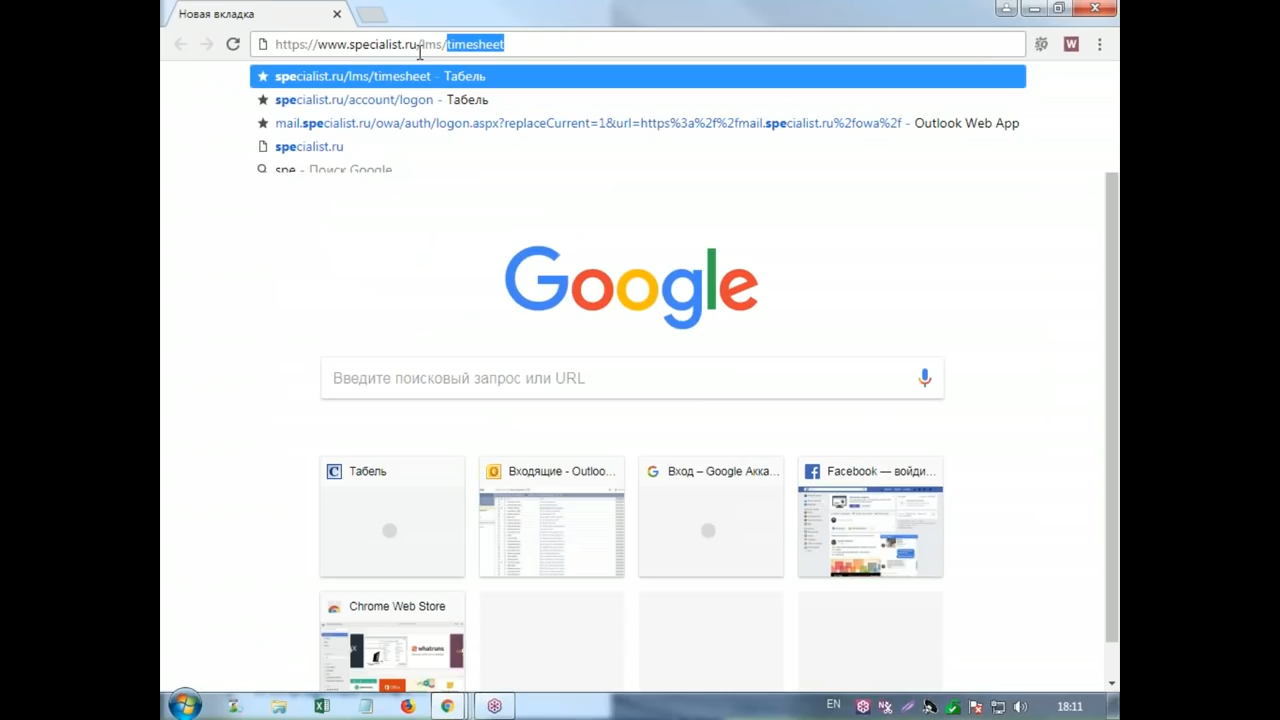 Новая вкладка
https://www.specialist.ru/lms/timesheet
specialist.ru/lms/timesheet - Табель
specialist.ru/account/logon - Табель
mail.specialist.ru/owa/auth/logon.aspx?replaceCurrent=1&url=https%3a%2f%2fmail.specialist.ru%2fowa%2f - Outlook Web App
specialist.ru
spe - Поиск Google
Google
Введите поисковый запрос или URL
Табель
Входящие - Outloo...
Вход – Google Акка...
Facebook — войди...
Chrome Web Store
whatruns
EN
18:11